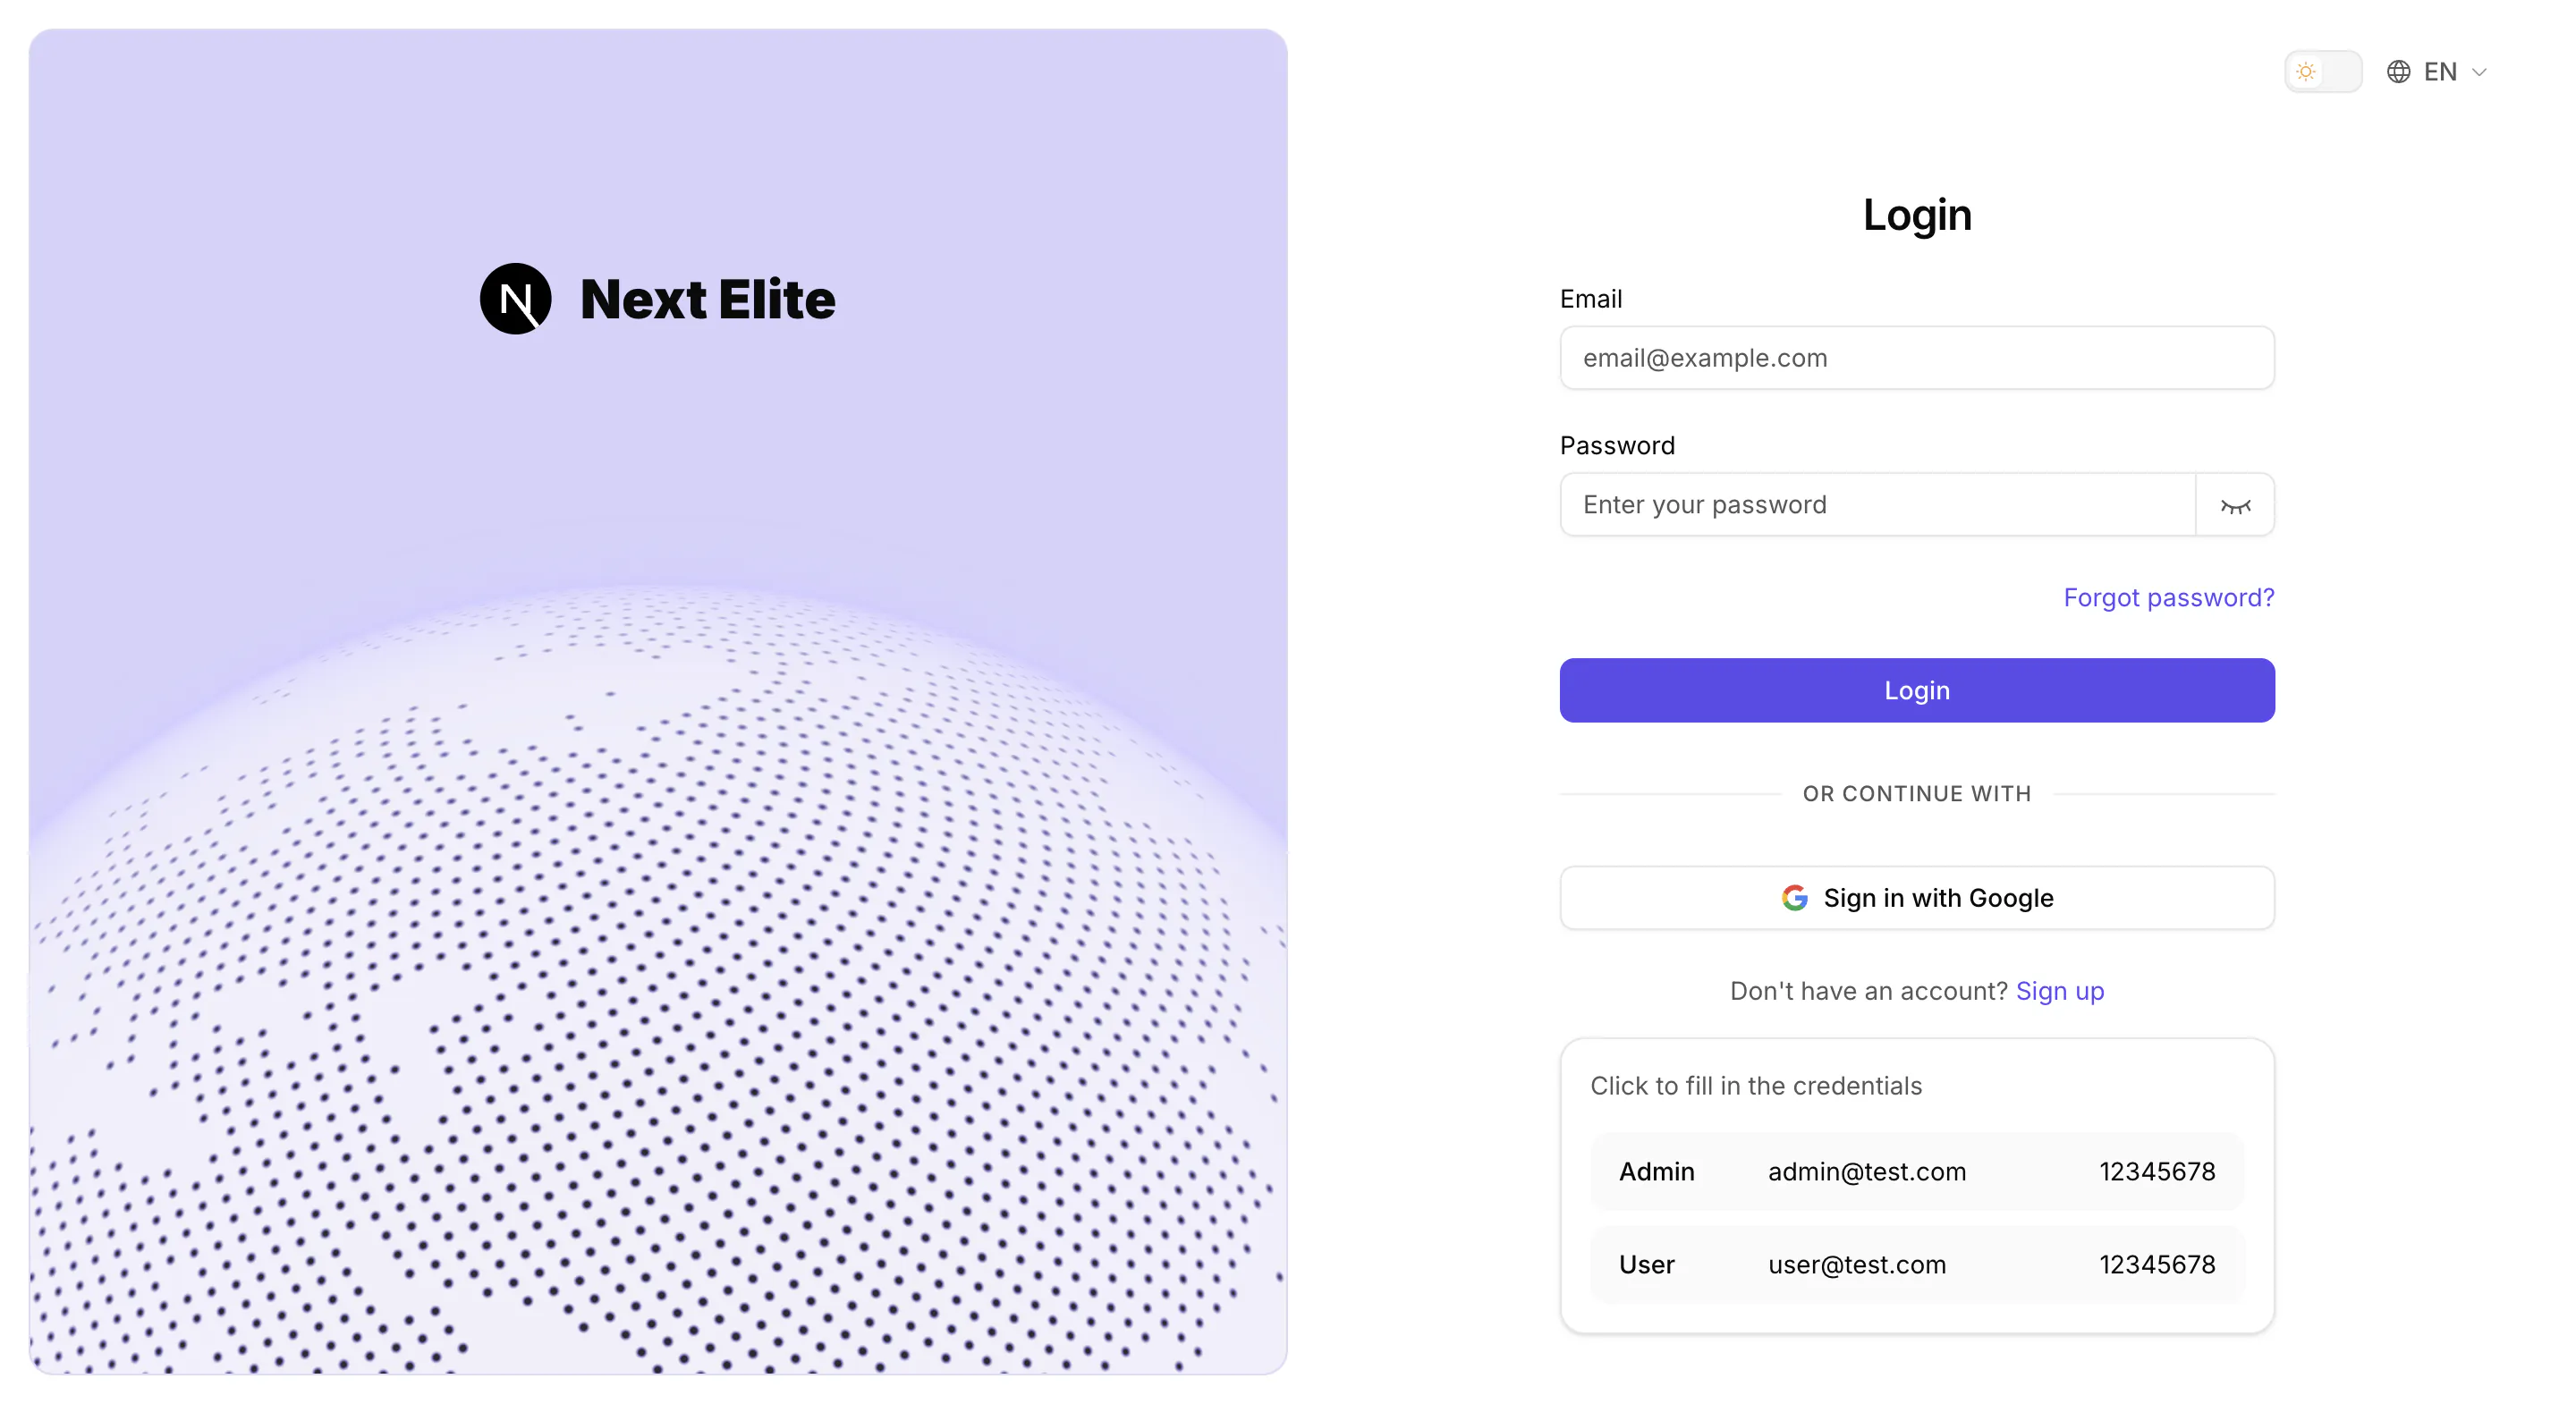 EN
Next Elite
Login
Email
email@example.com
Password
Enter your password
Forgot password?
Login
OR CONTINUE WITH
Sign in with Google
Don't have an account? Sign up
Click to fill in the credentials
Admin admin@test.com 12345678
User user@test.com 12345678